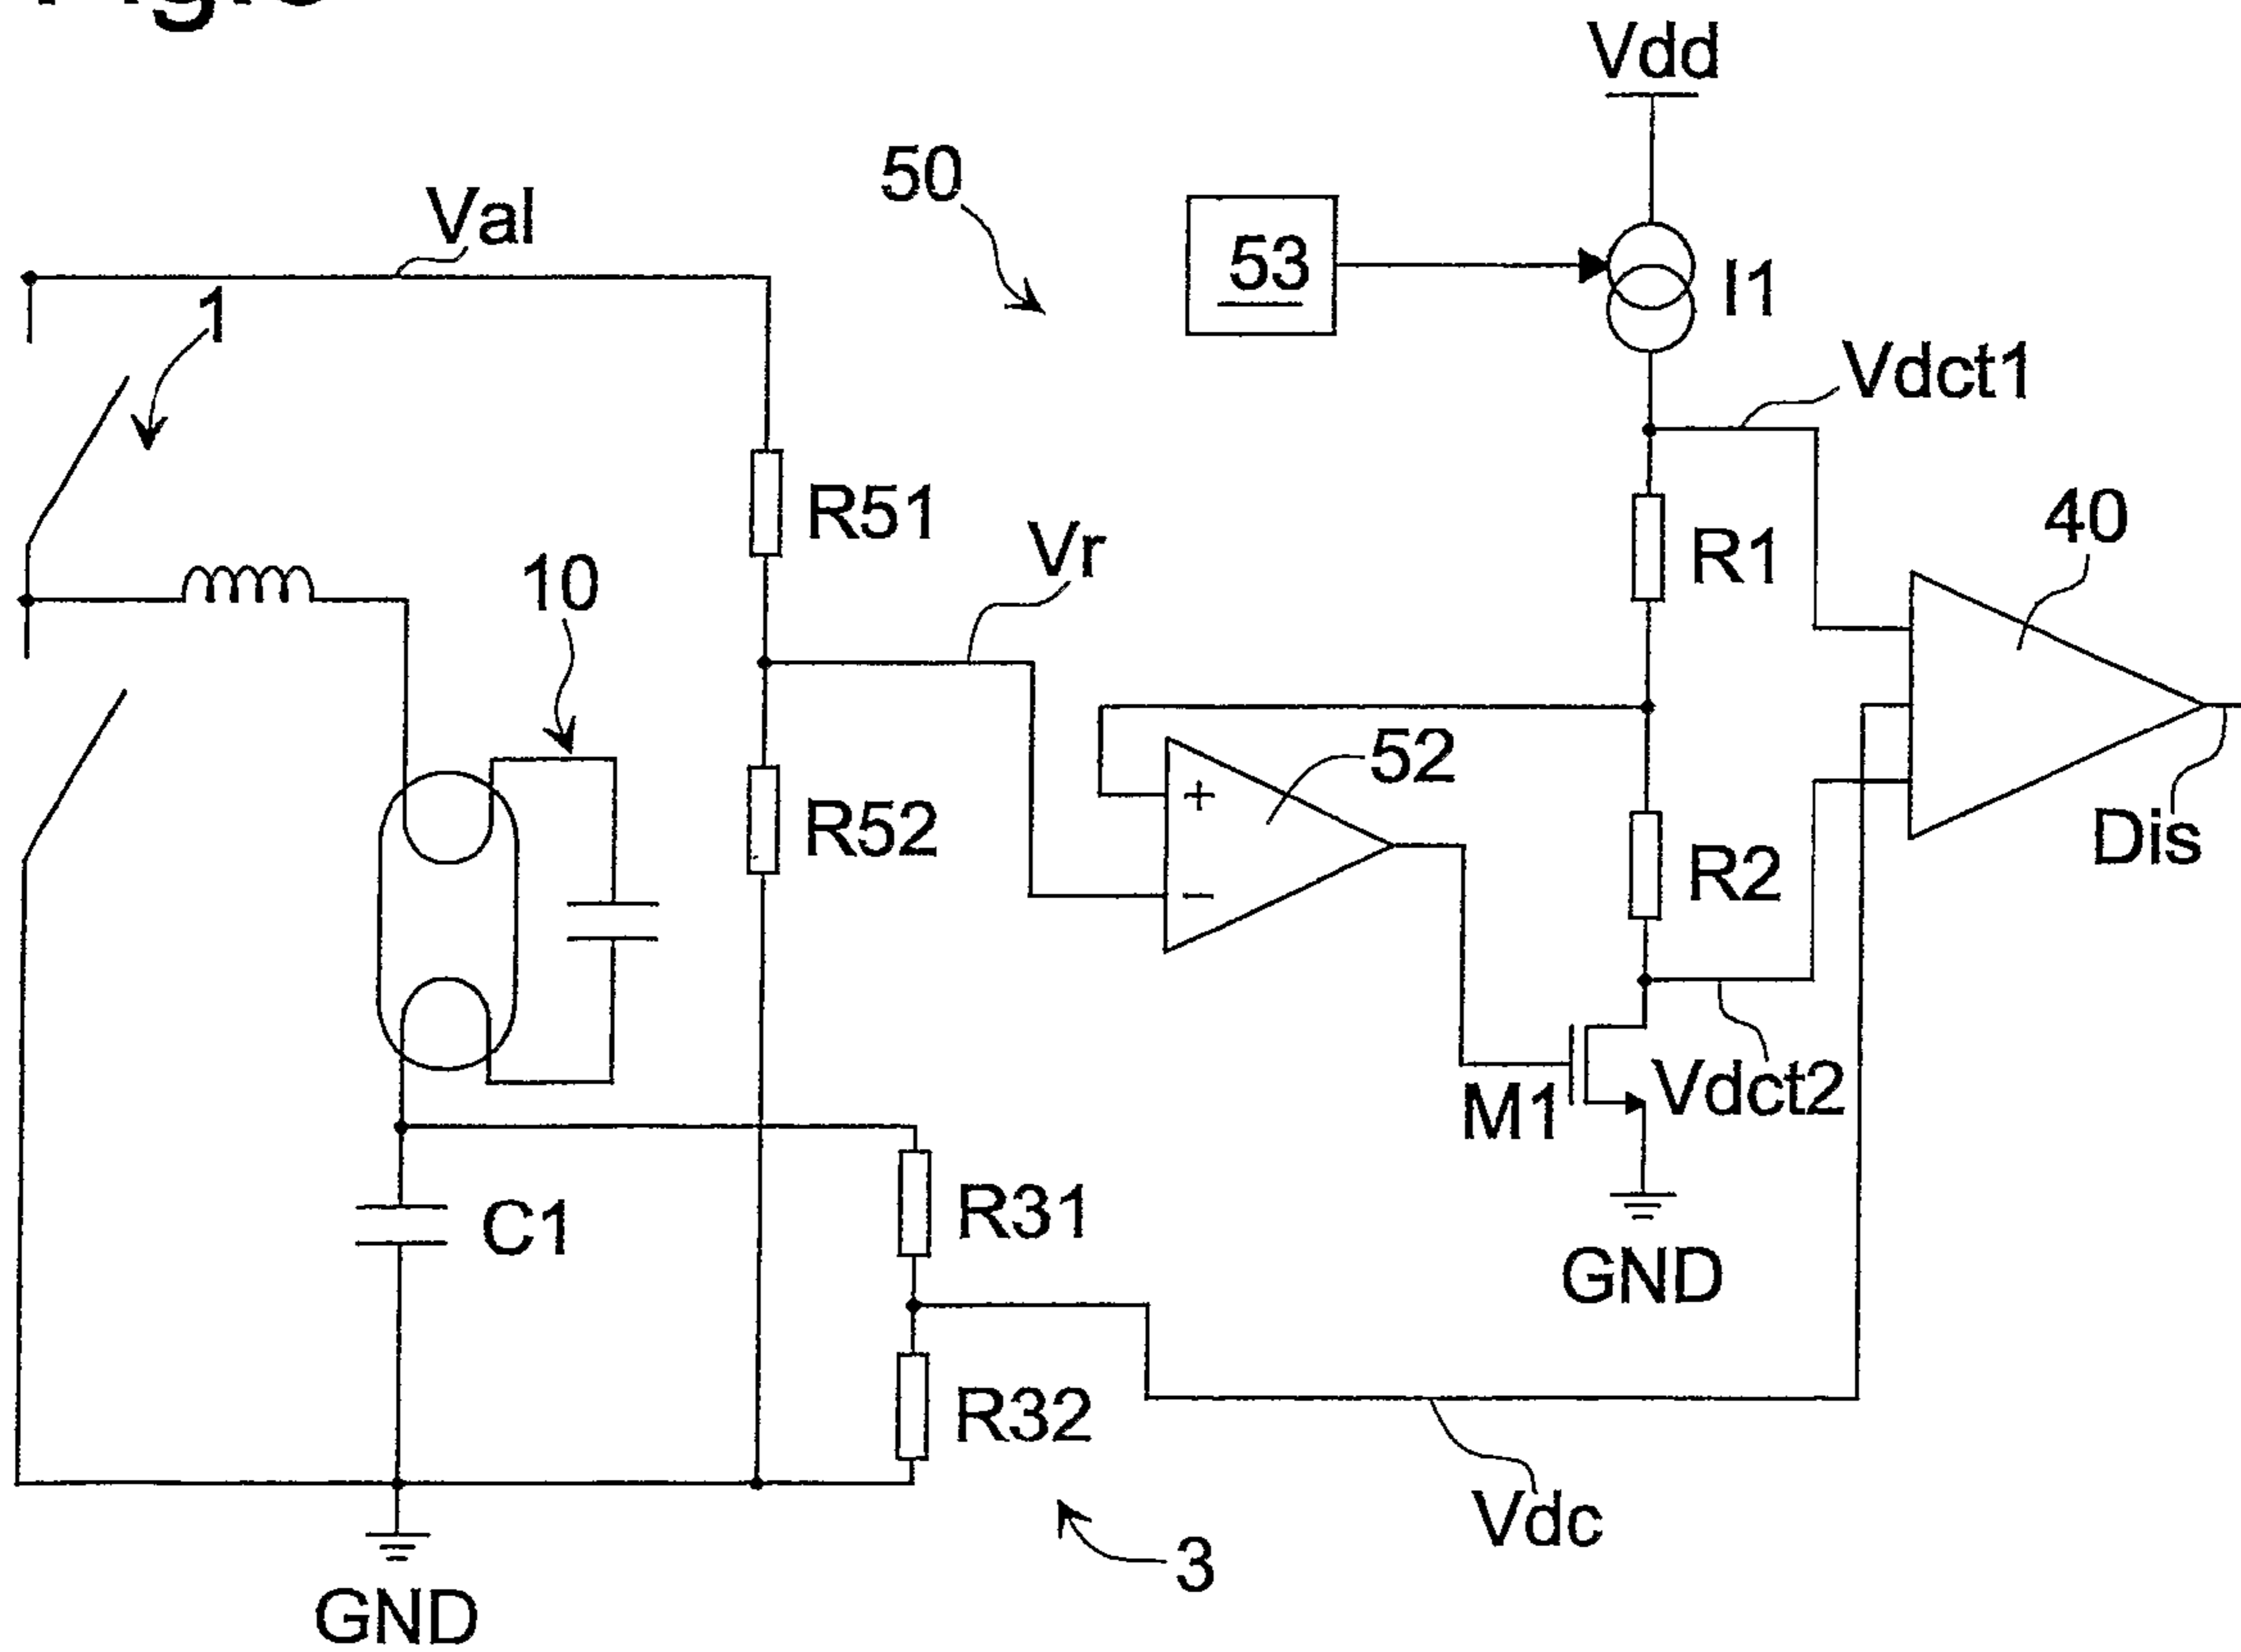 Vdd
50
Val
53
I1
1
Vdct1
R51
40
Vr
R1
10
52
+
R52
Dis
R2
−
Vdct2
M1
R31
C1
GND
R32
Vdc
3
GND